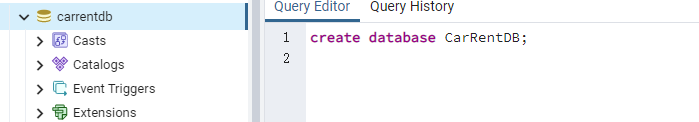 carrentdb
Casts
Catalogs
Event Triggers
Extensions
Query Editor Query History
1 create database CarRentDB;
2